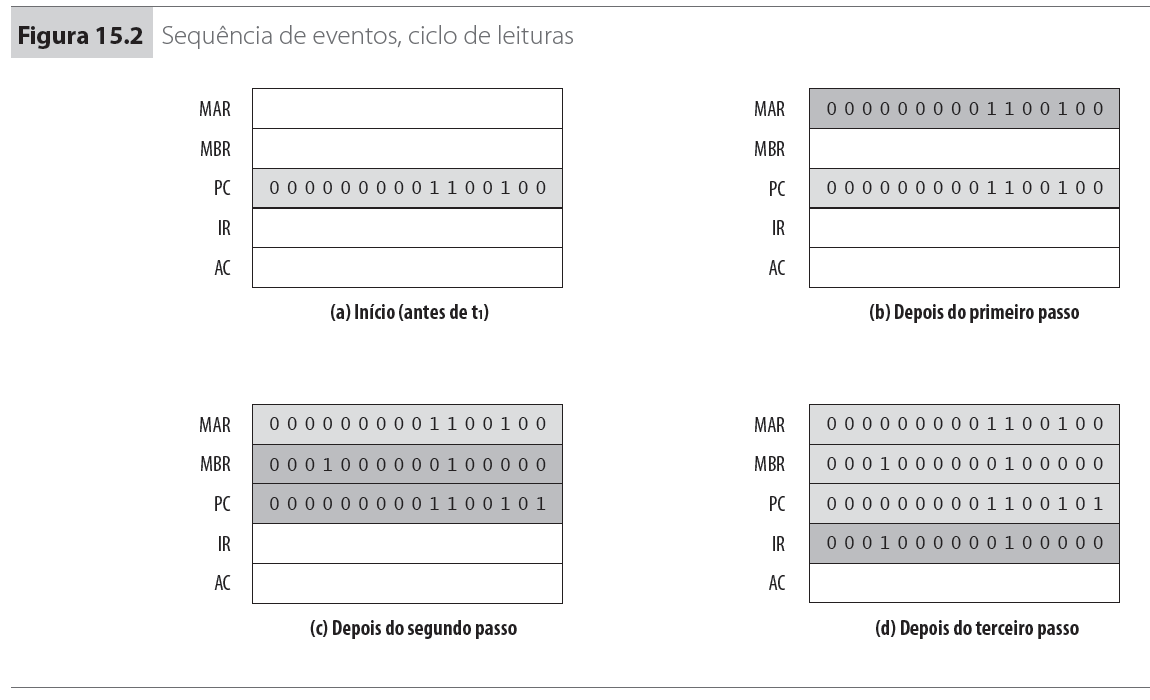 Figura 15.2 Sequência de eventos, ciclo de leituras
MAR
MBR
PC 0 0 0 0 0 0 0 0 0 1 1 0 0 1 0 0
IR
AC
(a) Início (antes de t₁)
MAR 0 0 0 0 0 0 0 0 0 1 1 0 0 1 0 0
MBR
PC 0 0 0 0 0 0 0 0 0 1 1 0 0 1 0 0
IR
AC
(b) Depois do primeiro passo
MAR 0 0 0 0 0 0 0 0 0 1 1 0 0 1 0 0
MBR 0 0 0 1 0 0 0 0 0 0 1 0 0 0 0 0
PC 0 0 0 0 0 0 0 0 0 1 1 0 0 1 0 1
IR
AC
(c) Depois do segundo passo
MAR 0 0 0 0 0 0 0 0 0 1 1 0 0 1 0 0
MBR 0 0 0 1 0 0 0 0 0 0 1 0 0 0 0 0
PC 0 0 0 0 0 0 0 0 0 1 1 0 0 1 0 1
IR 0 0 0 1 0 0 0 0 0 0 1 0 0 0 0 0
AC
(d) Depois do terceiro passo